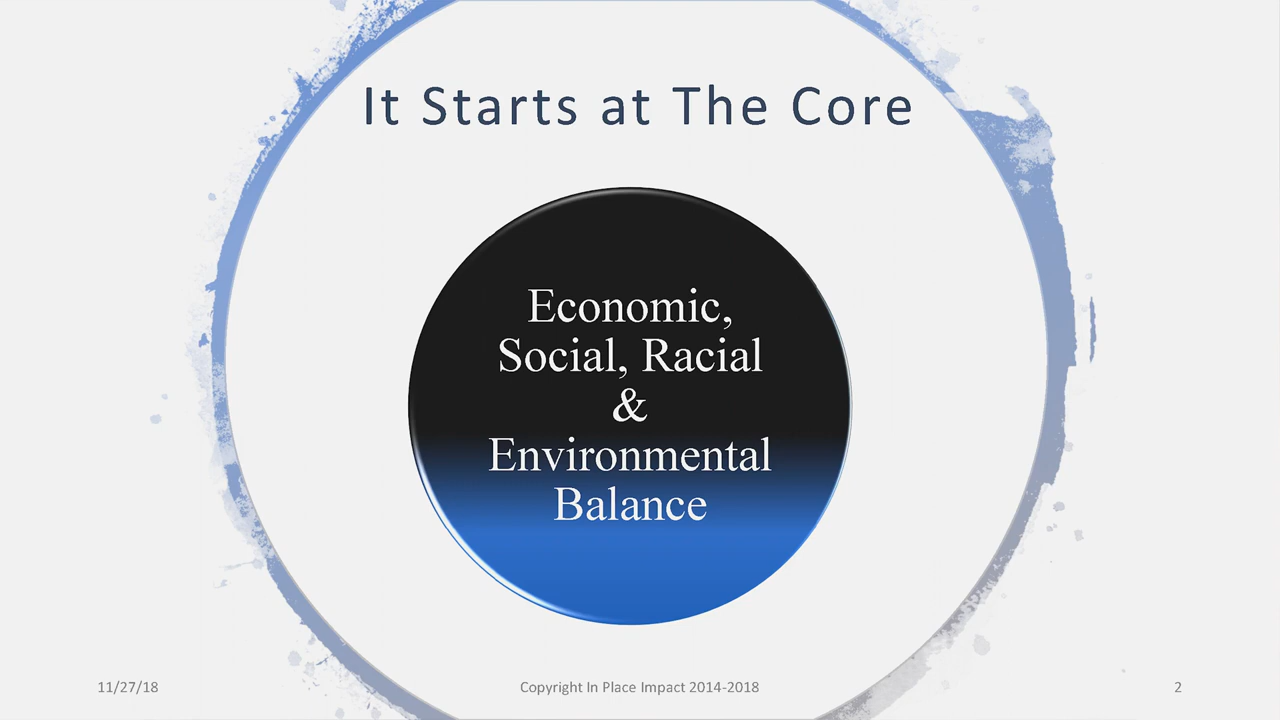 It Starts at The Core
Economic,
Social, Racial
&
Environmental
Balance
11/27/18
Copyright In Place Impact 2014-2018
2